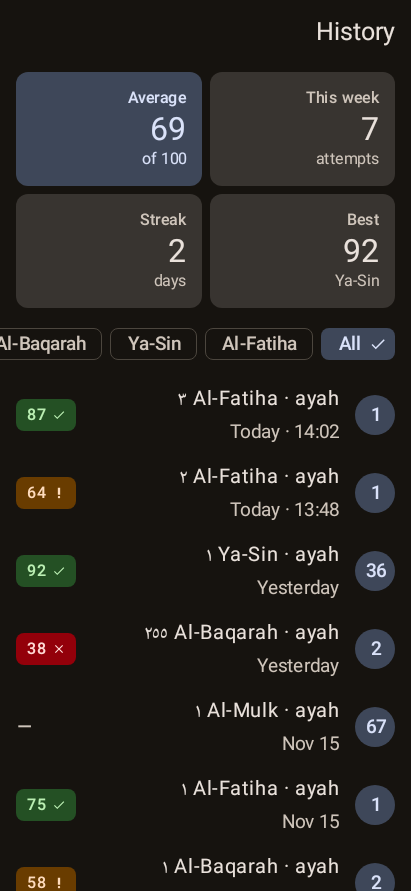 History
This week
7
attempts
Average
69
of 100
Best
92
Ya-Sin
Streak
2
days
All
Al-Fatiha
Ya-Sin
Al-Baqarah
1
Al-Fatiha · ayah ٣
Today · 14:02
87
1
Al-Fatiha · ayah ٢
Today · 13:48
64 !
36
Ya-Sin · ayah ١
Yesterday
92
2
Al-Baqarah · ayah ٢٥٥
Yesterday
38
67
Al-Mulk · ayah ١
Nov 15
—
1
Al-Fatiha · ayah ١
Nov 15
75
2
Al-Baqarah · ayah ١
58 !